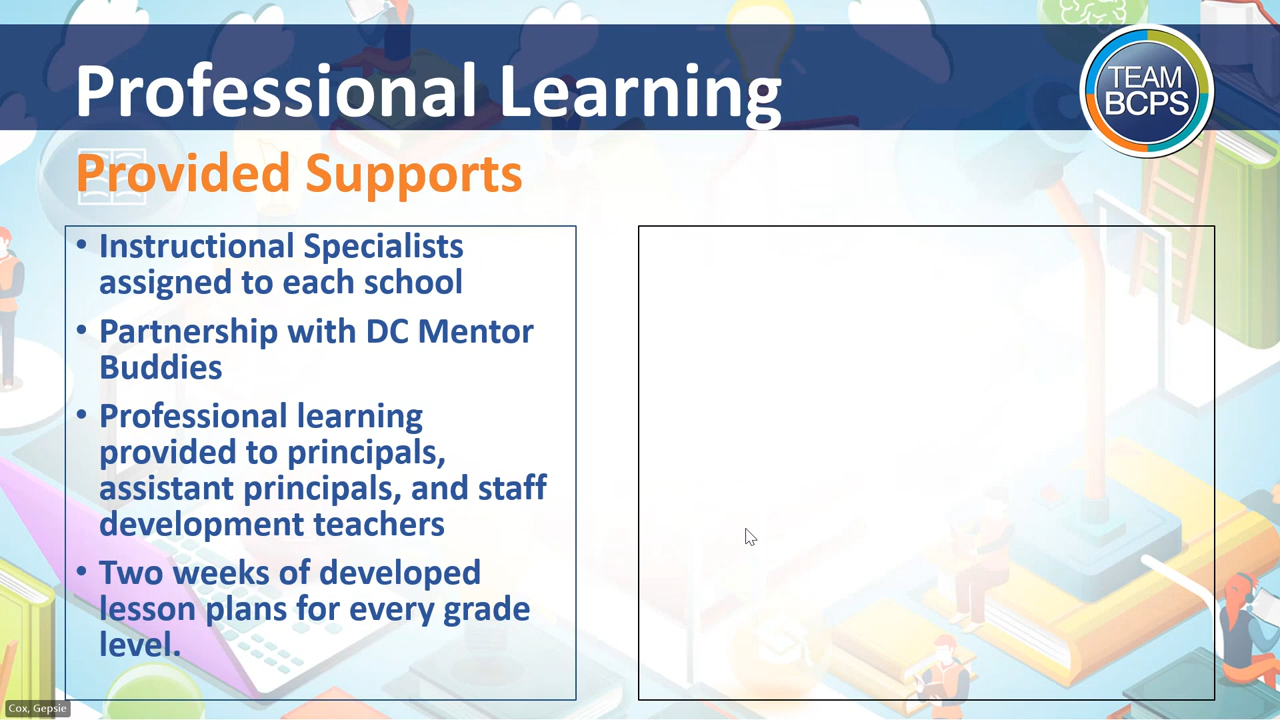 Professional Learning
TEAM
BCPS
Provided Supports
• Instructional Specialists
assigned to each school
• Partnership with DC Mentor
Buddies
• Professional learning
provided to principals,
assistant principals, and staff
development teachers
• Two weeks of developed
lesson plans for every grade
level.
Cox, Gepsie